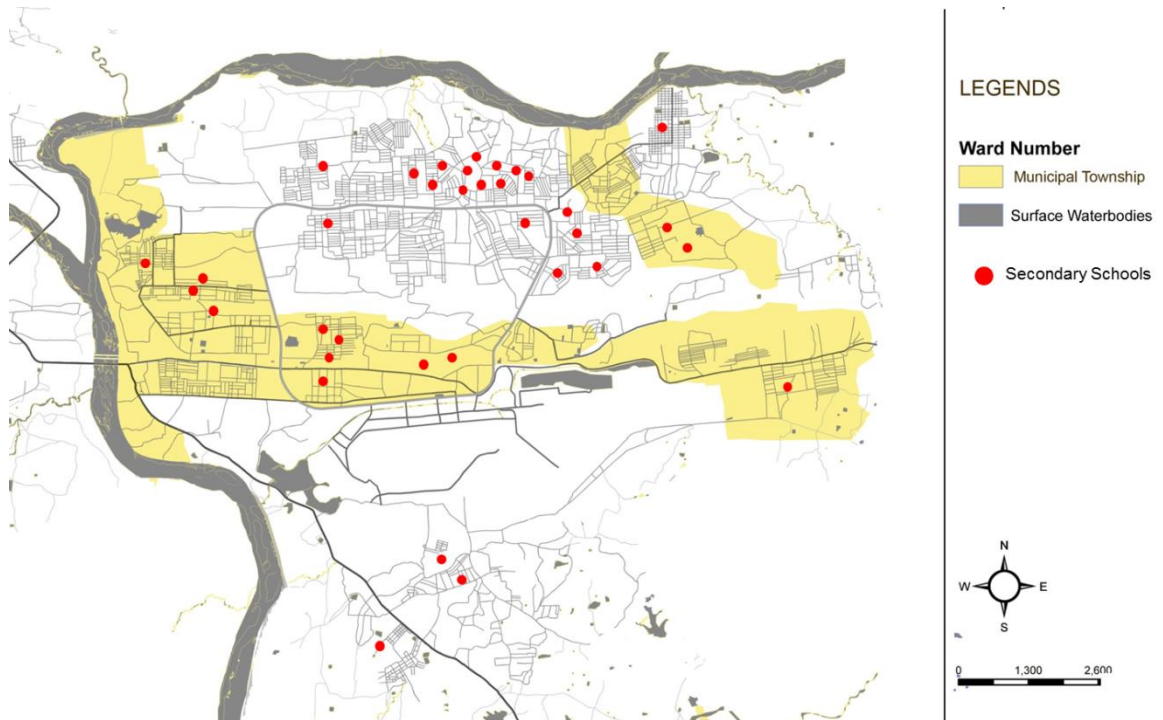 LEGENDS
Ward Number
Municipal Township
Surface Waterbodies
Secondary Schools
N
W E
S
0 1,300 2,600